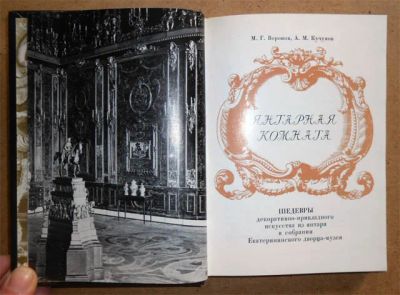 М. Г. Воронов, А. М. Кучумов
ЯНТАРНАЯ
КОМНАТА
ШЕДЕВРЫ
декоративно-прикладного
искусства из янтаря
в собрании
Екатерининского дворца-музея